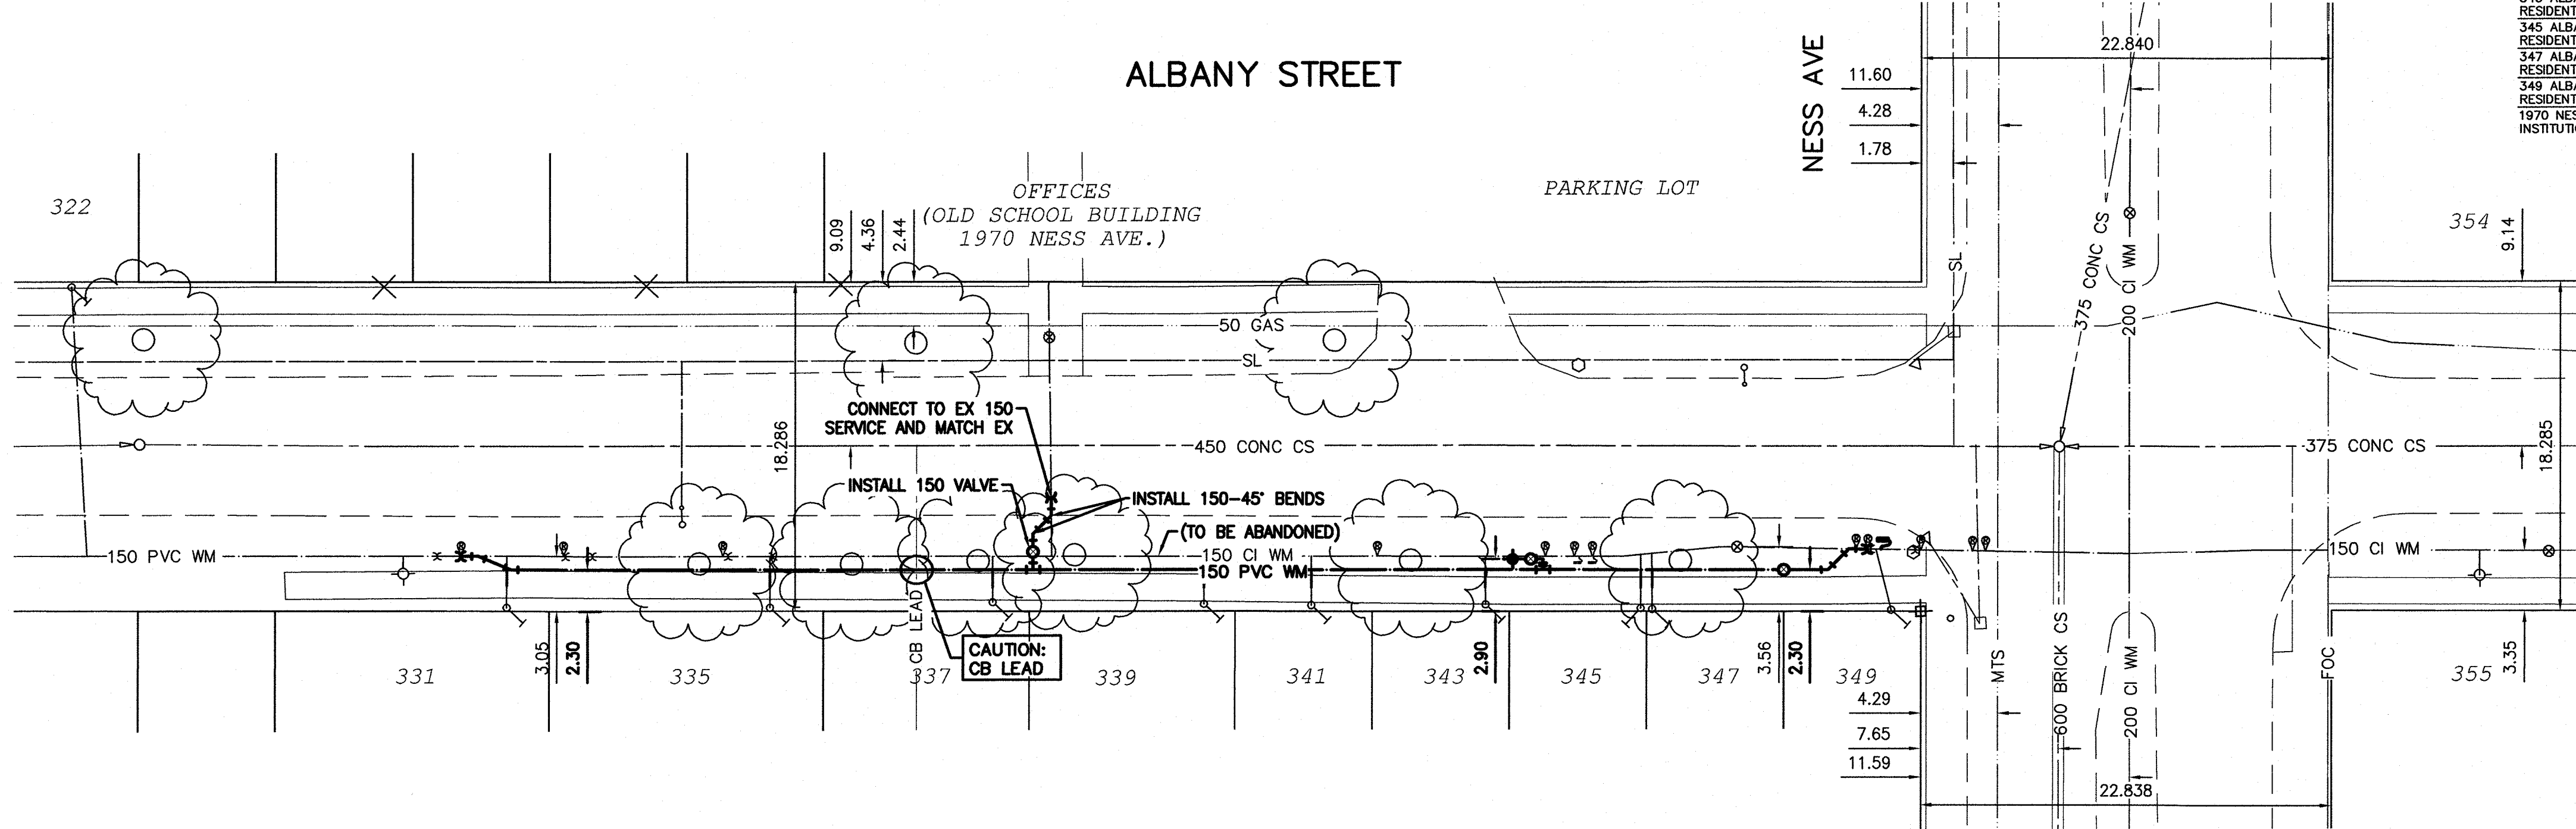 ALBANY STREET
NESS AVE
11.60
4.28
1.78
22.840
RESIDENT
345 ALBA
RESIDENT
347 ALBA
RESIDENT
349 ALBA
RESIDENT
1970 NES
INSTITUTI
322
OFFICES
(OLD SCHOOL BUILDING
1970 NESS AVE.)
PARKING LOT
9.09
4.36
2.44
354
9.14
SL
375 CONC CS
200 CI WM
50 GAS
SL
CONNECT TO EX 150
SERVICE AND MATCH EX
18.286
450 CONC CS
375 CONC CS
18.285
INSTALL 150 VALVE
INSTALL 150-45° BENDS
(TO BE ABANDONED)
150 PVC WM
150 CI WM
150 PVC WM
150 CI WM
CB LEAD
CAUTION:
CB LEAD
3.05
2.30
2.90
3.56
2.30
3.35
331
335
337
339
341
343
345
347
349
355
MTS
600 BRICK CS
200 CI WM
FOC
4.29
7.65
11.59
22.838